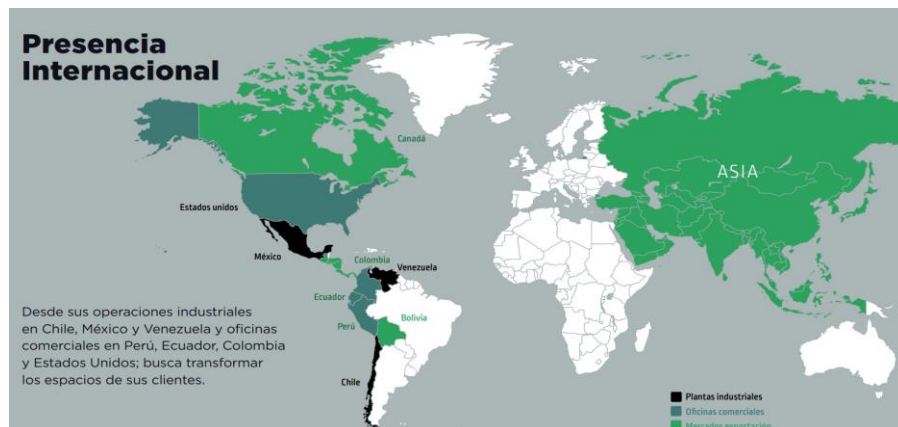 Presencia
Internacional
Canadá
ASIA
Estados unidos
México
Colombia
Venezuela
Ecuador
Perú
Bolivia
Desde sus operaciones industriales
en Chile, México y Venezuela y oficinas
comerciales en Perú, Ecuador, Colombia
y Estados Unidos; busca transformar
los espacios de sus clientes.
Chile
Plantas industriales
Oficinas comerciales
Mercados exportación